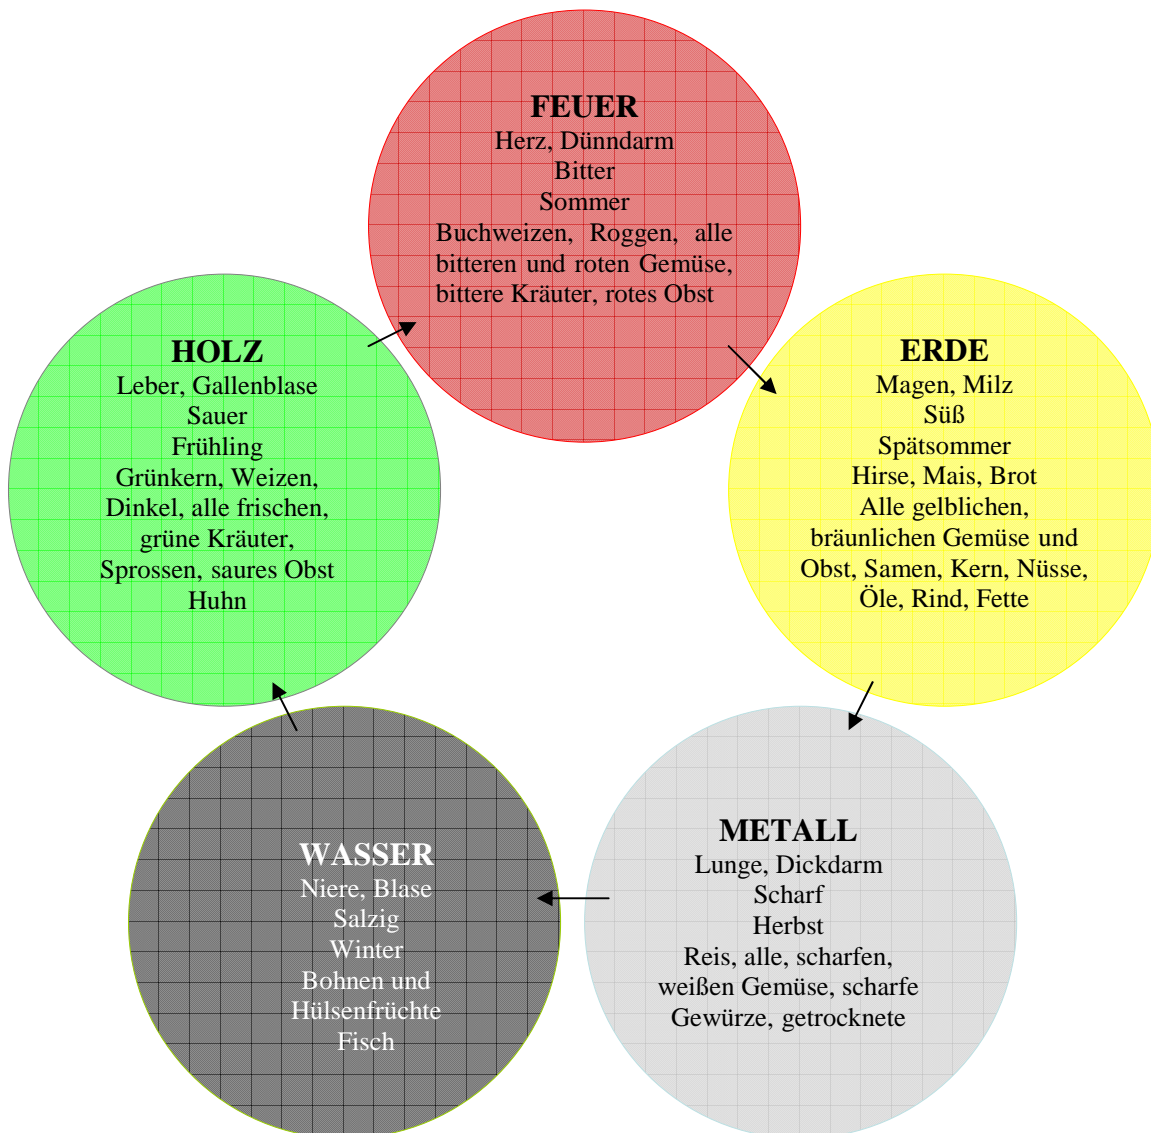 FEUER
Herz, Dünndarm
Bitter
Sommer
Buchweizen, Roggen, alle
bitteren und roten Gemüse,
bittere Kräuter, rotes Obst
HOLZ
Leber, Gallenblase
Sauer
Frühling
Grünkern, Weizen,
Dinkel, alle frischen,
grüne Kräuter,
Sprossen, saures Obst
Huhn
ERDE
Magen, Milz
Süß
Spätsommer
Hirse, Mais, Brot
Alle gelblichen,
bräunlichen Gemüse und
Obst, Samen, Kern, Nüsse,
Öle, Rind, Fette
WASSER
Niere, Blase
Salzig
Winter
Bohnen und
Hülsenfrüchte
Fisch
METALL
Lunge, Dickdarm
Scharf
Herbst
Reis, alle, scharfen,
weißen Gemüse, scharfe
Gewürze, getrocknete